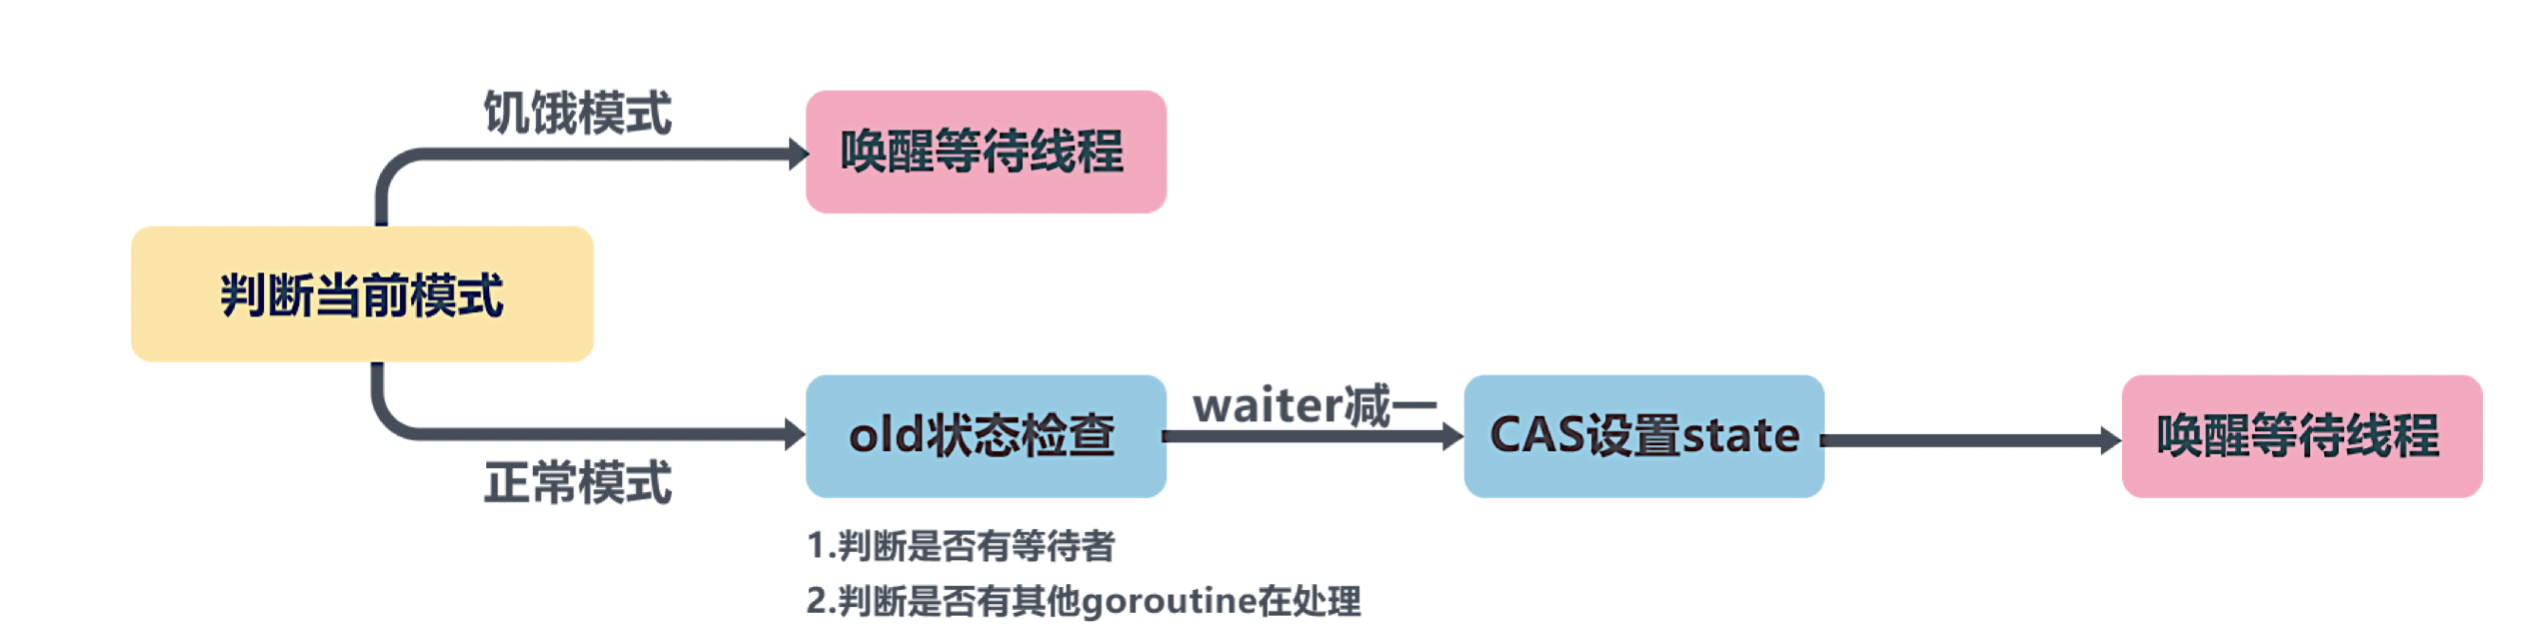 饥饿模式
唤醒等待线程
判断当前模式
正常模式
old状态检查
waiter减一
CAS设置state
唤醒等待线程
1.判断是否有等待者
2.判断是否有其他goroutine在处理